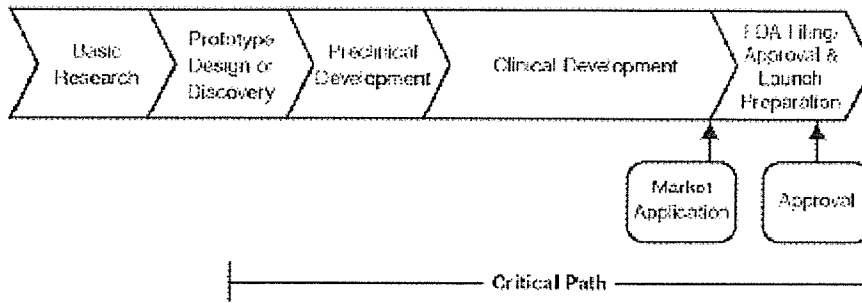 Basic
Research
Prototype
Design or
Discovery
Preclinical
Development
Clinical Development
FDA Filing/
Approval &
Launch
Preparation
Market
Application
Approval
Critical Path